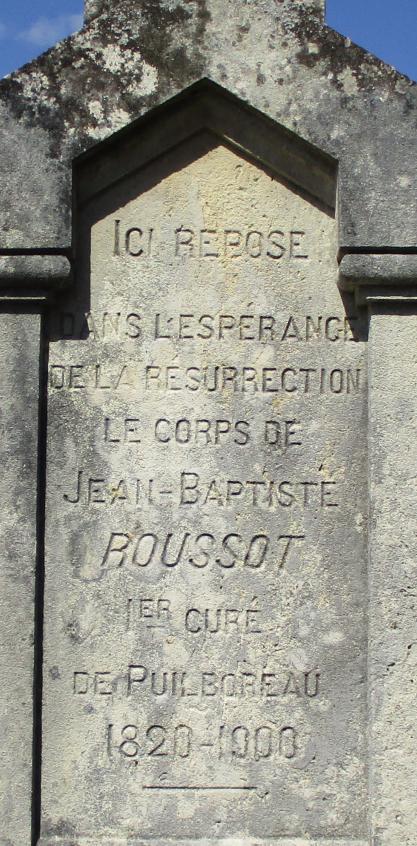 ICI REPOSE
DANS L'ESPÉRANCE
DE LA RÉSURRECTION
LE CORPS DE
JEAN-BAPTISTE
ROUSSOT
1ER CURÉ
DE PUILBOREAU
1820-1900